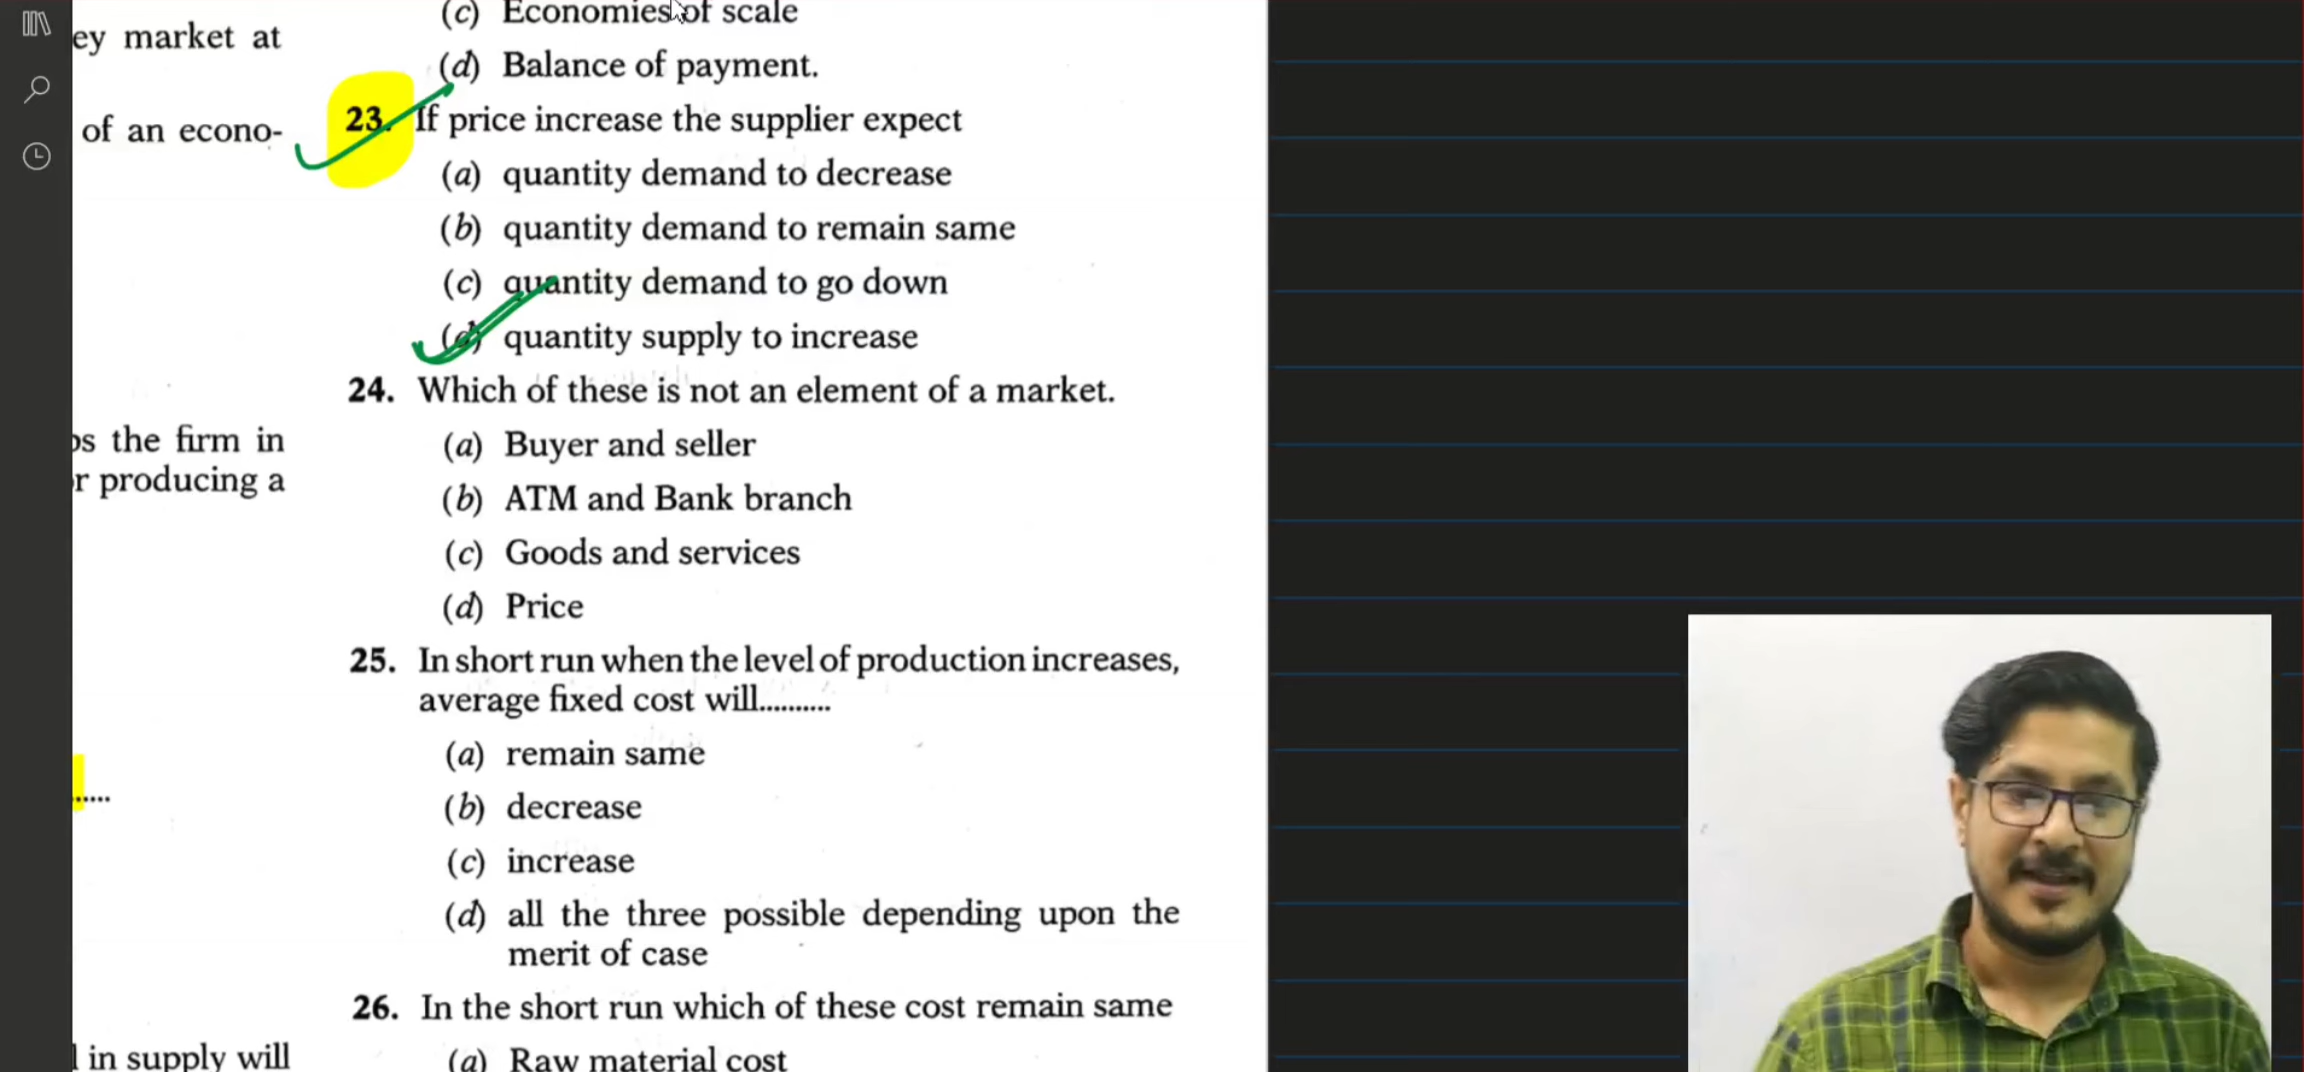 ey market at
of an econo-
the firm in
producing a
......
in supply will
(c) Economies of scale
(d) Balance of payment.
23. If price increase the supplier expect
(a) quantity demand to decrease
(b) quantity demand to remain same
(c) quantity demand to go down
(d) quantity supply to increase
24. Which of these is not an element of a market.
(a) Buyer and seller
(b) ATM and Bank branch
(c) Goods and services
(d) Price
25. In short run when the level of production increases,
average fixed cost will..........
(a) remain same
(b) decrease
(c) increase
(d) all the three possible depending upon the
merit of case
26. In the short run which of these cost remain same
(a) Raw material cost